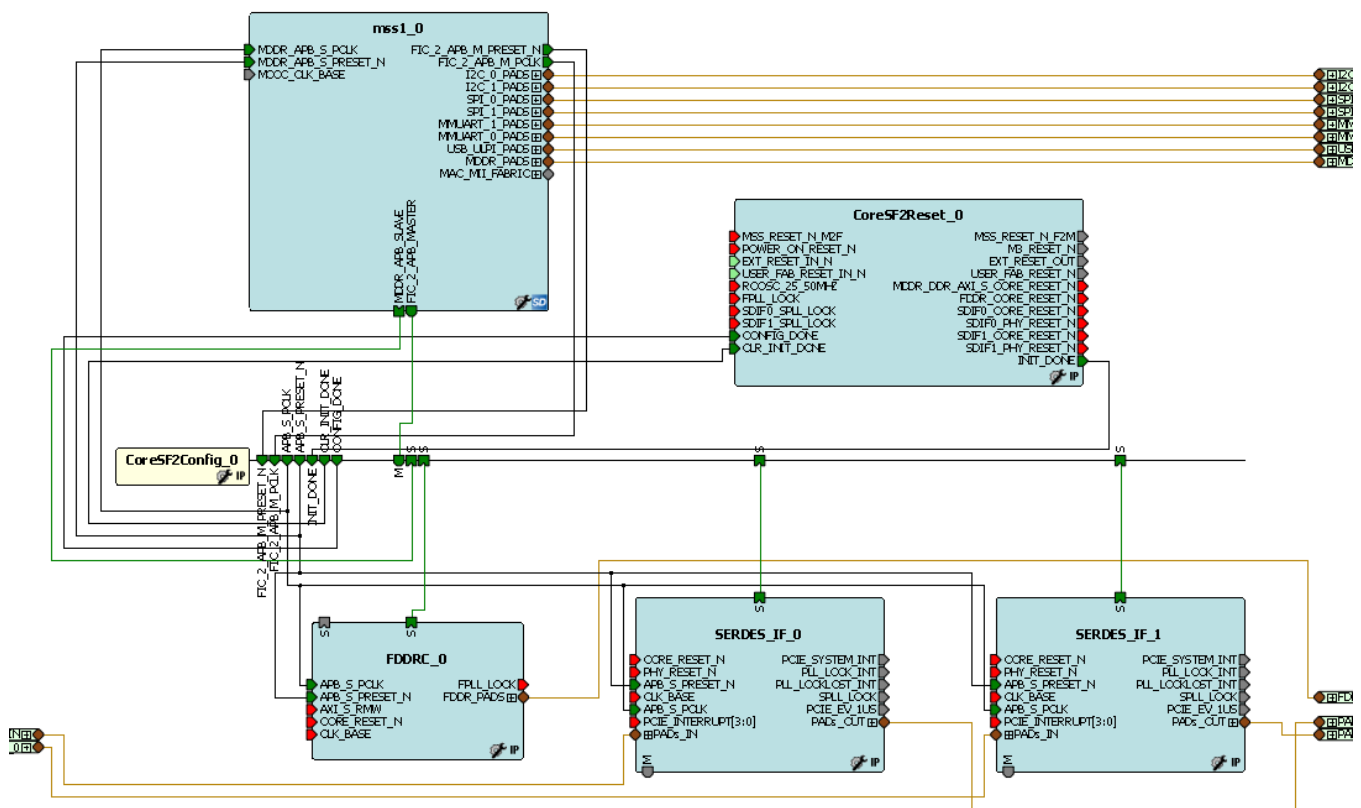 mss1_0
MDDR_APB_S_PCLK
MDDR_APB_S_PRESET_N
MCCC_CLK_BASE
FIC_2_APB_M_PRESET_N
FIC_2_APB_M_PCLK
I2C_0_PADS
I2C_1_PADS
SPI_0_PADS
SPI_1_PADS
MMUART_1_PADS
MMUART_0_PADS
USB_ULPI_PADS
MDDR_PADS
MAC_MII_FABRIC
MDDR_APB_SLAVE
FIC_2_APB_MASTER
SD
CoreSF2Reset_0
MSS_RESET_N_M2F
POWER_ON_RESET_N
EXT_RESET_IN_N
USER_FAB_RESET_IN_N
RCOSC_25_50MHZ
FPLL_LOCK
SDIF0_SPLL_LOCK
SDIF1_SPLL_LOCK
CONFIG_DONE
CLR_INIT_DONE
MSS_RESET_N_F2M
M3_RESET_N
EXT_RESET_OUT
USER_FAB_RESET_N
MDDR_DDR_AXI_S_CORE_RESET_N
FDDR_CORE_RESET_N
SDIF0_CORE_RESET_N
SDIF0_PHY_RESET_N
SDIF1_CORE_RESET_N
SDIF1_PHY_RESET_N
INIT_DONE
IP
CoreSF2Config_0
IP
FIC_2_APB_M_PRESET_N
FIC_2_APB_M_PCLK
APB_S_PCLK
APB_S_PRESET_N
INIT_DONE
CLR_INIT_DONE
CONFIG_DONE
M
S
S
S
S
S
S
FDDRC_0
APB_S_PCLK
APB_S_PRESET_N
AXI_S_RMW
CORE_RESET_N
CLK_BASE
FPLL_LOCK
FDDR_PADS
IP
S
SERDES_IF_0
CORE_RESET_N
PHY_RESET_N
APB_S_PRESET_N
CLK_BASE
APB_S_PCLK
PCIE_INTERRUPT[3:0]
PADs_IN
PCIE_SYSTEM_INT
PLL_LOCK_INT
PLL_LOCKLOST_INT
SPLL_LOCK
PCIE_EV_1US
PADs_OUT
M
IP
S
SERDES_IF_1
CORE_RESET_N
PHY_RESET_N
APB_S_PRESET_N
CLK_BASE
APB_S_PCLK
PCIE_INTERRUPT[3:0]
PADs_IN
PCIE_SYSTEM_INT
PLL_LOCK_INT
PLL_LOCKLOST_INT
SPLL_LOCK
PCIE_EV_1US
PADs_OUT
M
IP